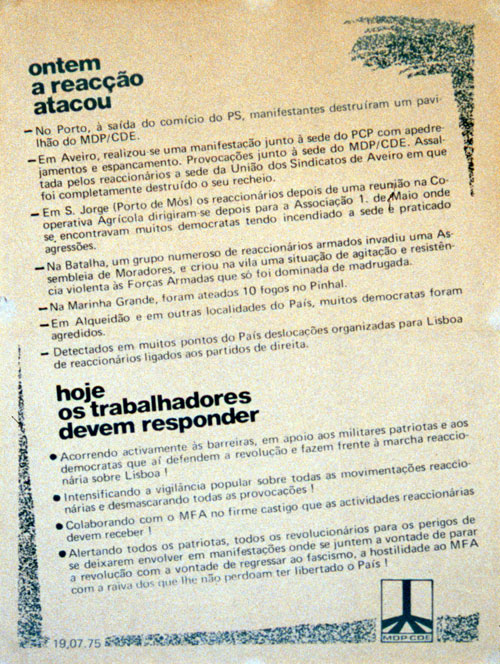 ontem
a reacção
atacou
– No Porto, à saída do comício do PS, manifestantes destruíram um pavi-
lhão do MDP/CDE.
– Em Aveiro, realizou-se uma manifestação junto à sede do PCP com apedre-
jamentos e espancamento. Provocações junto à sede do MDP/CDE. Assal-
tada pelos reaccionários a sede da União dos Sindicatos de Aveiro em que
foi completamente destruído o seu recheio.
– Em S. Jorge (Porto de Mós) os reaccionários depois de uma reunião na Co-
operativa Agrícola dirigiram-se depois para a Associação 1. de Maio onde
se encontravam muitos democratas tendo incendiado a sede e praticado
agressões.
– Na Batalha, um grupo numeroso de reaccionários armados invadiu uma As-
sembleia de Moradores, e criou na vila uma situação de agitação e resistên-
cia violenta às Forças Armadas que só foi dominada de madrugada.
– Na Marinha Grande, foram ateados 10 fogos no Pinhal.
– Em Alqueidão e em outras localidades do País, muitos democratas foram
agredidos.
– Detectados em muitos pontos do País deslocações organizadas para Lisboa
de reaccionários ligados aos partidos de direita.
hoje
os trabalhadores
devem responder
● Acorrendo activamente às barreiras, em apoio aos militares patriotas e aos
democratas que aí defendem a revolução e fazem frente à marcha reaccio-
nária sobre Lisboa !
● Intensificando a vigilância popular sobre todas as movimentações reaccio-
nárias e desmascarando todas as provocações !
● Colaborando com o MFA no firme castigo que as actividades reaccionárias
devem receber !
● Alertando todos os patriotas, todos os revolucionários para os perigos de
se deixarem envolver em manifestações onde se juntem a vontade de parar
a revolução com a vontade de regressar ao fascismo, a hostilidade ao MFA
com a raiva dos que lhe não perdoam ter libertado o País !
19,07.75
MDP-CDE